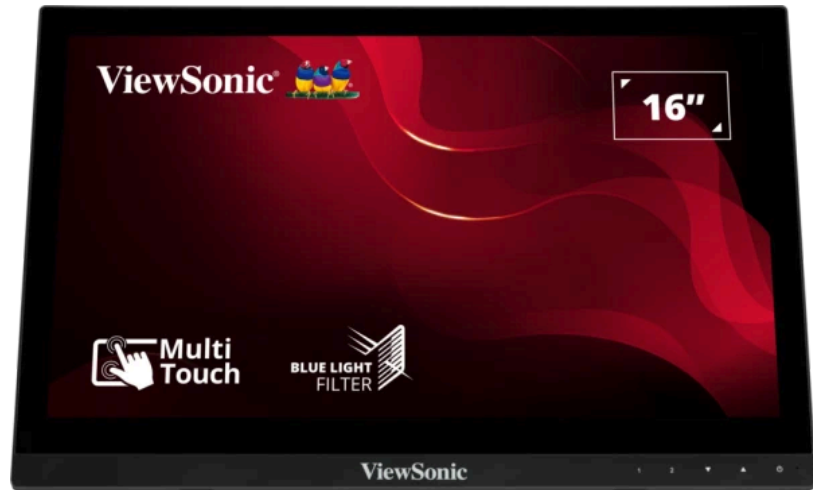 ViewSonic®
16”
Multi
Touch
BLUE LIGHT
FILTER
ViewSonic
1 2 ▼ ▲